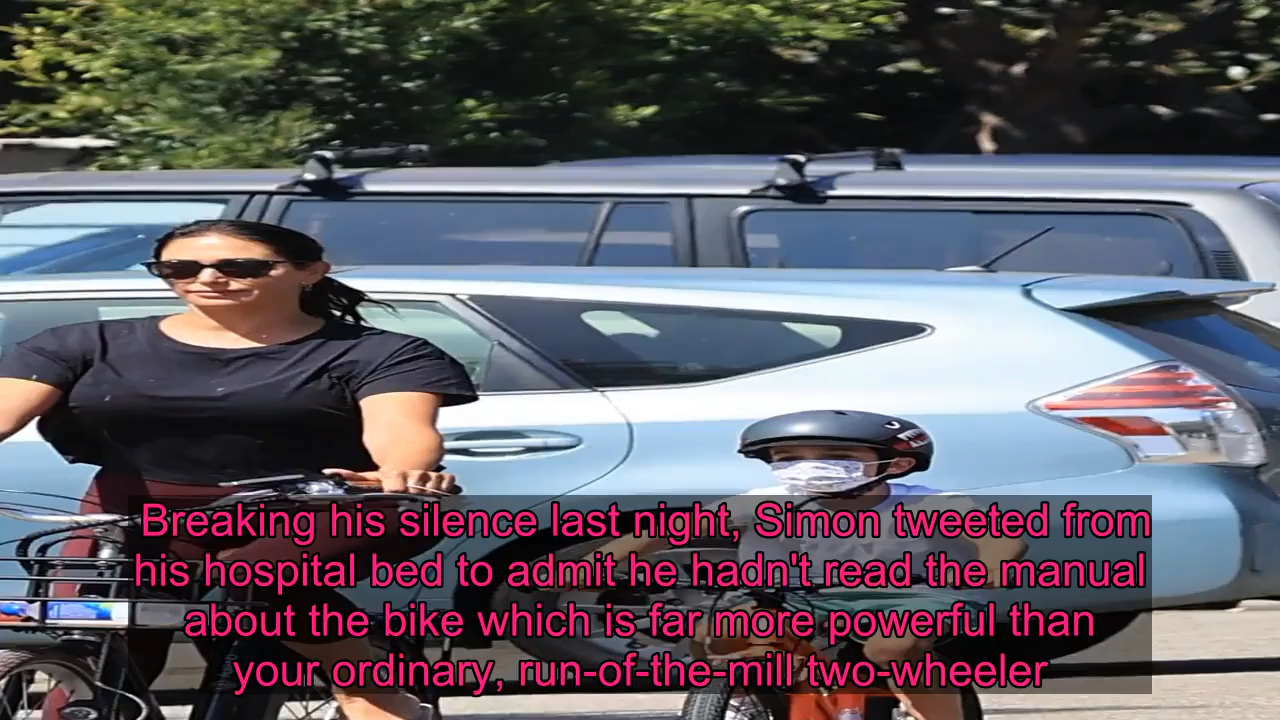 Breaking his silence last night, Simon tweeted from
his hospital bed to admit he hadn't read the manual
about the bike which is far more powerful than
your ordinary, run-of-the-mill two-wheeler